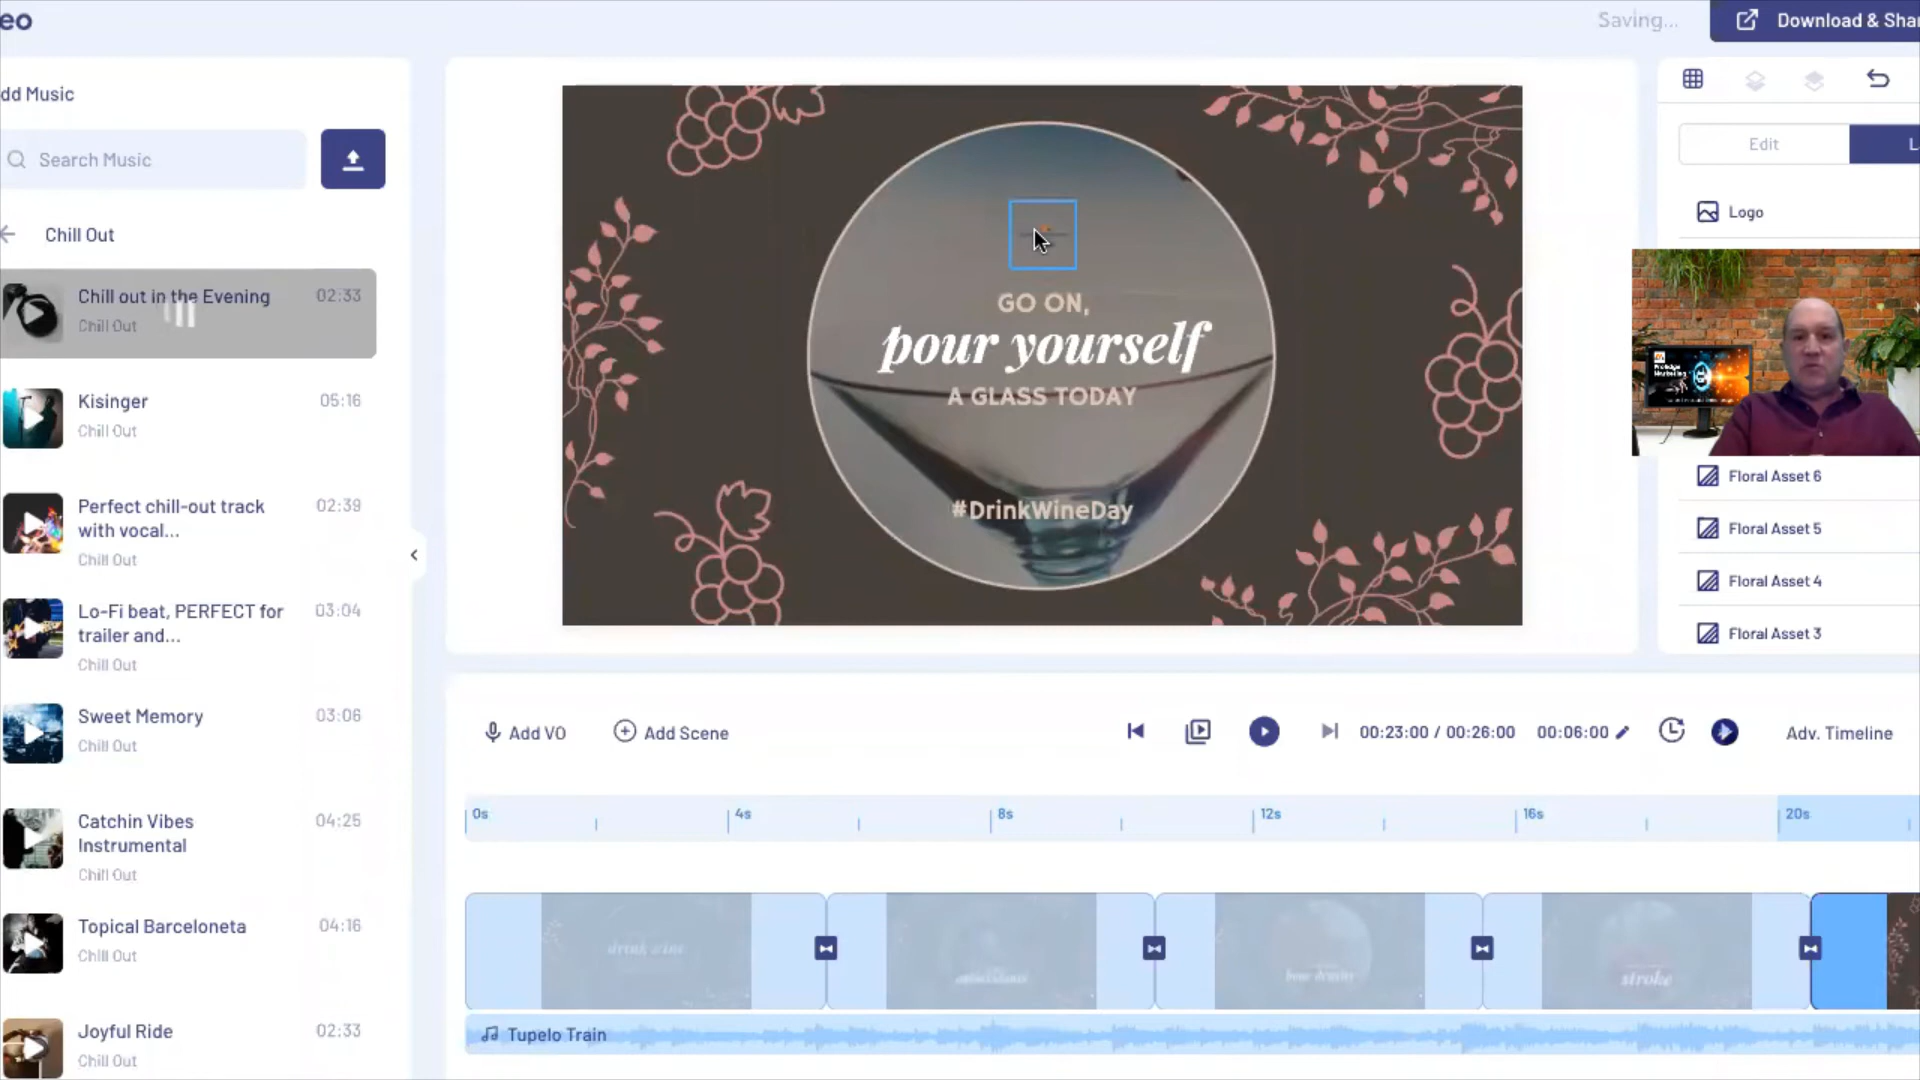 eo
Saving...
Download & Shar
dd Music
Search Music
Chill Out
Chill out in the Evening
02:33
Chill Out
Kisinger
05:16
Chill Out
Perfect chill-out track
with vocal...
02:39
Chill Out
Lo-Fi beat, PERFECT for
trailer and...
03:04
Chill Out
Sweet Memory
03:06
Chill Out
Catchin Vibes
Instrumental
04:25
Chill Out
Topical Barceloneta
04:16
Chill Out
Joyful Ride
02:33
Chill Out
GO ON,
pour yourself
A GLASS TODAY
#DrinkWineDay
Edit
L
Logo
Floral Asset 6
Floral Asset 5
Floral Asset 4
Floral Asset 3
Add VO
Add Scene
00:23:00 / 00:26:00
00:06:00
Adv. Timeline
0s
4s
8s
12s
16s
20s
drink wine
stroke
Tupelo Train